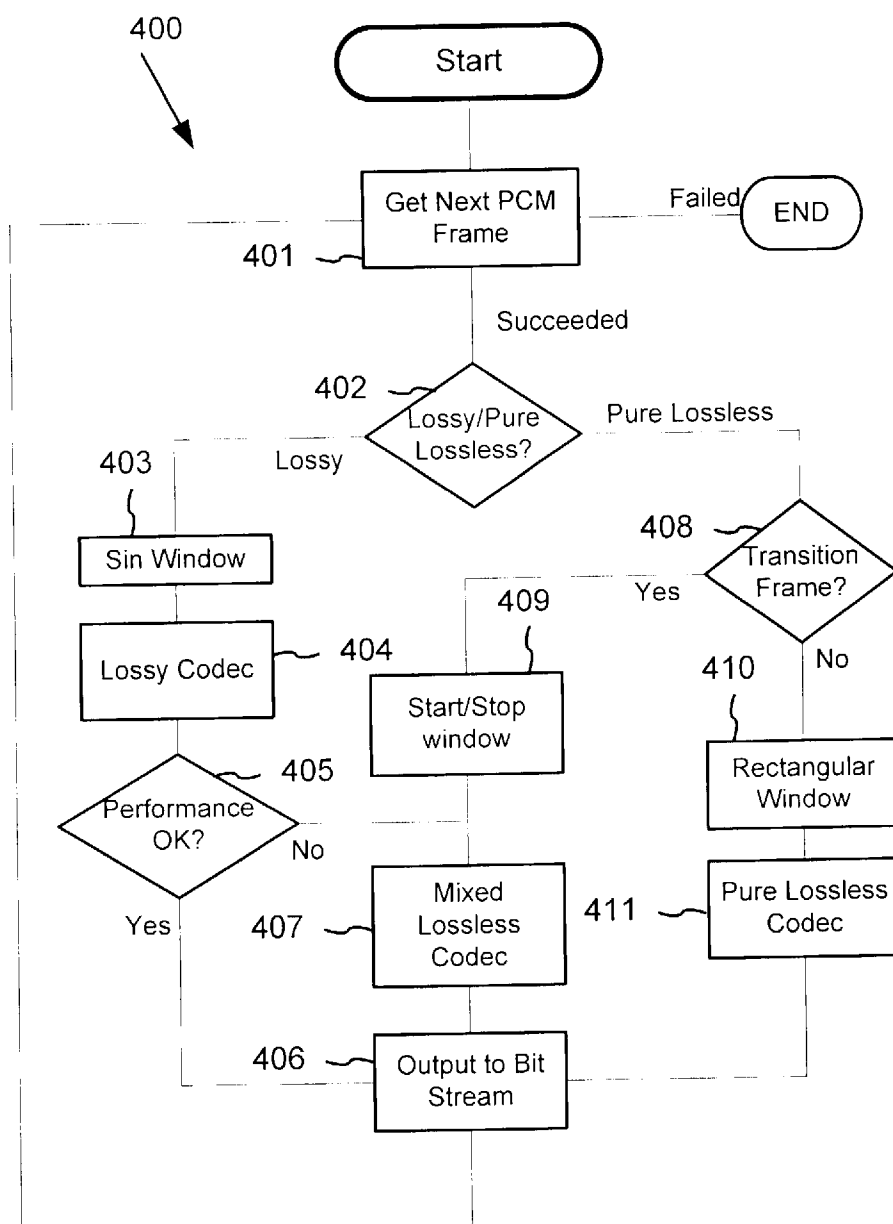 400
Start
Get Next PCM
Frame
401
Failed
END
Succeeded
402
Lossy/Pure
Lossless?
Lossy
Pure Lossless
403
Sin Window
408
Transition
Frame?
Yes
No
404
Lossy Codec
409
Start/Stop
window
410
Rectangular
Window
405
Performance
OK?
No
Yes
407
Mixed
Lossless
Codec
411
Pure Lossless
Codec
406
Output to Bit
Stream